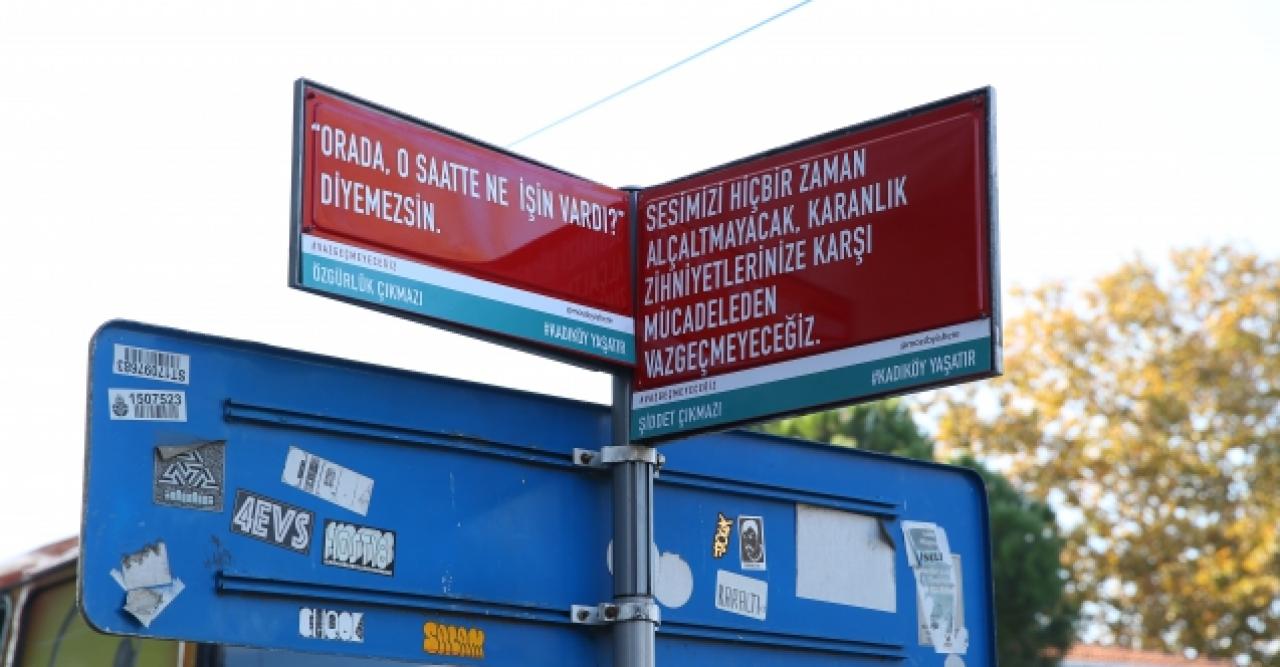 "ORADA, O SAATTE NE İŞİN VARDI?"
DİYEMEZSİN.
#VAZGEÇMEYECEĞİZ
ÖZGÜRLÜK ÇIKMAZI
#KADIKÖY YAŞATIR
SESİMİZİ HİÇBİR ZAMAN
ALÇALTMAYACAK, KARANLIK
ZİHNİYETLERİNİZE KARŞI
MÜCADELEDEN
VAZGEÇMEYECEĞİZ.
#VAZGEÇMEYECEĞİZ
ŞİDDET ÇIKMAZI
#KADIKÖY YAŞATIR
1507523
4EVS
KARALTI